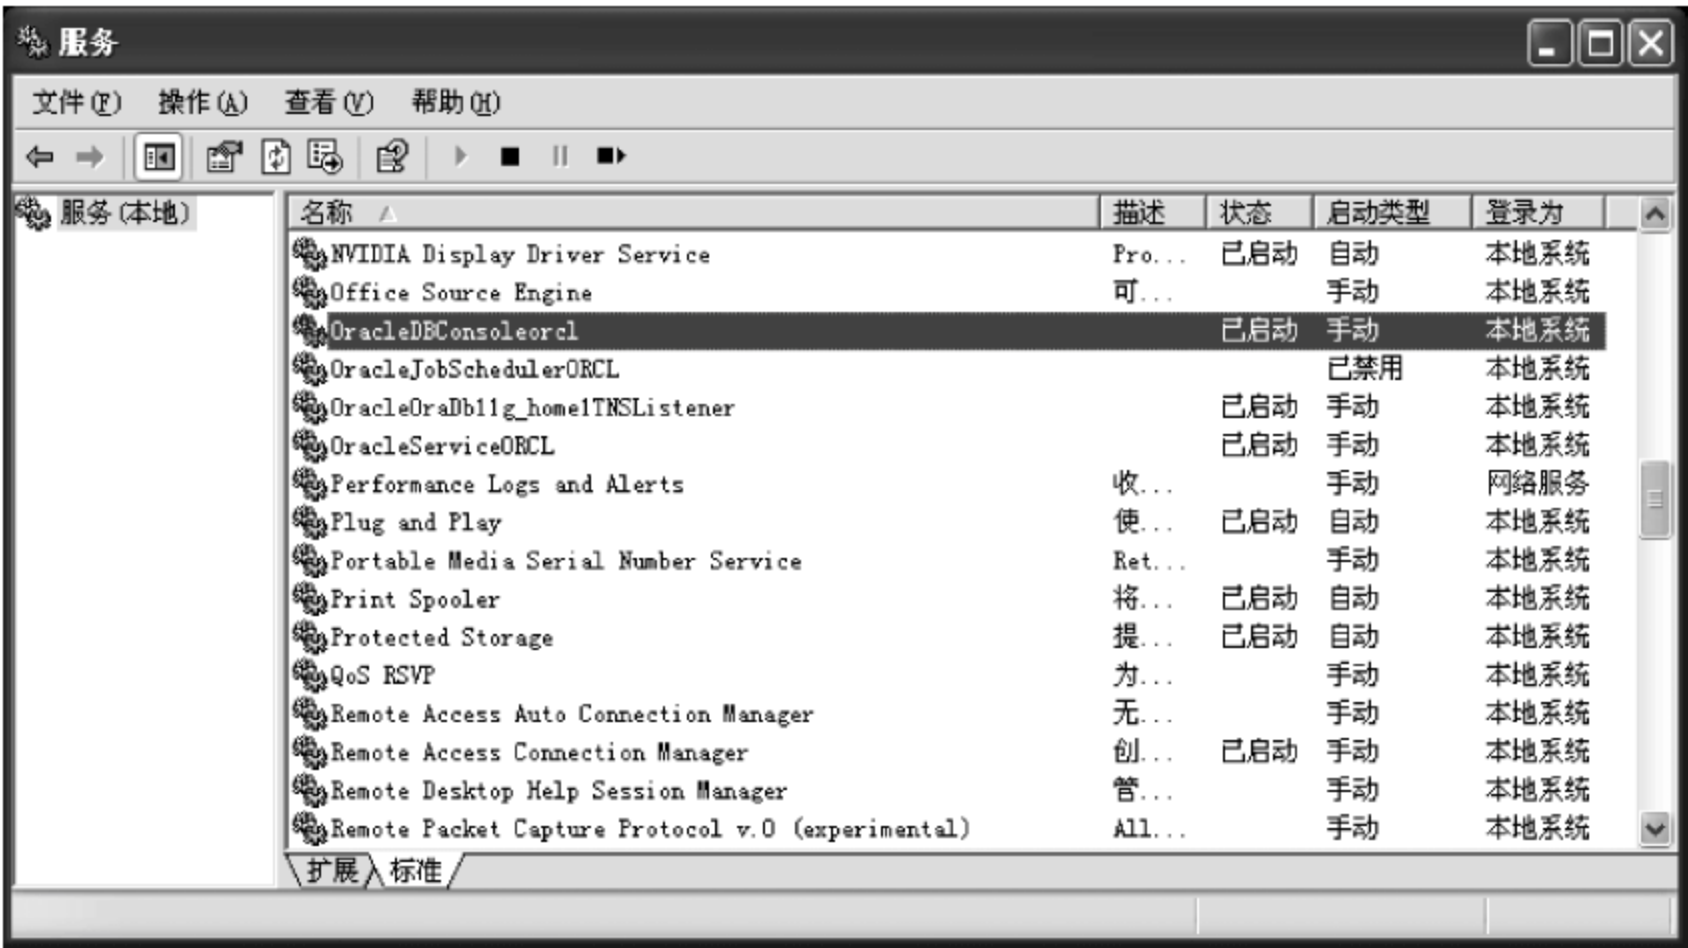 服务
文件(F) 操作(A) 查看(V) 帮助(H)
服务(本地)
名称 描述 状态 启动类型 登录为
NVIDIA Display Driver Service Pro... 已启动 自动 本地系统
Office Source Engine 可... 手动 本地系统
OracleDBConsoleorcl 已启动 手动 本地系统
OracleJobSchedulerORCL 已禁用 本地系统
OracleOraDb11g_home1TNSListener 已启动 手动 本地系统
OracleServiceORCL 已启动 手动 本地系统
Performance Logs and Alerts 收... 手动 网络服务
Plug and Play 使... 已启动 自动 本地系统
Portable Media Serial Number Service Ret... 手动 本地系统
Print Spooler 将... 已启动 自动 本地系统
Protected Storage 提... 已启动 自动 本地系统
QoS RSVP 为... 手动 本地系统
Remote Access Auto Connection Manager 无... 手动 本地系统
Remote Access Connection Manager 创... 已启动 手动 本地系统
Remote Desktop Help Session Manager 管... 手动 本地系统
Remote Packet Capture Protocol v.0 (experimental) All... 手动 本地系统
扩展 标准